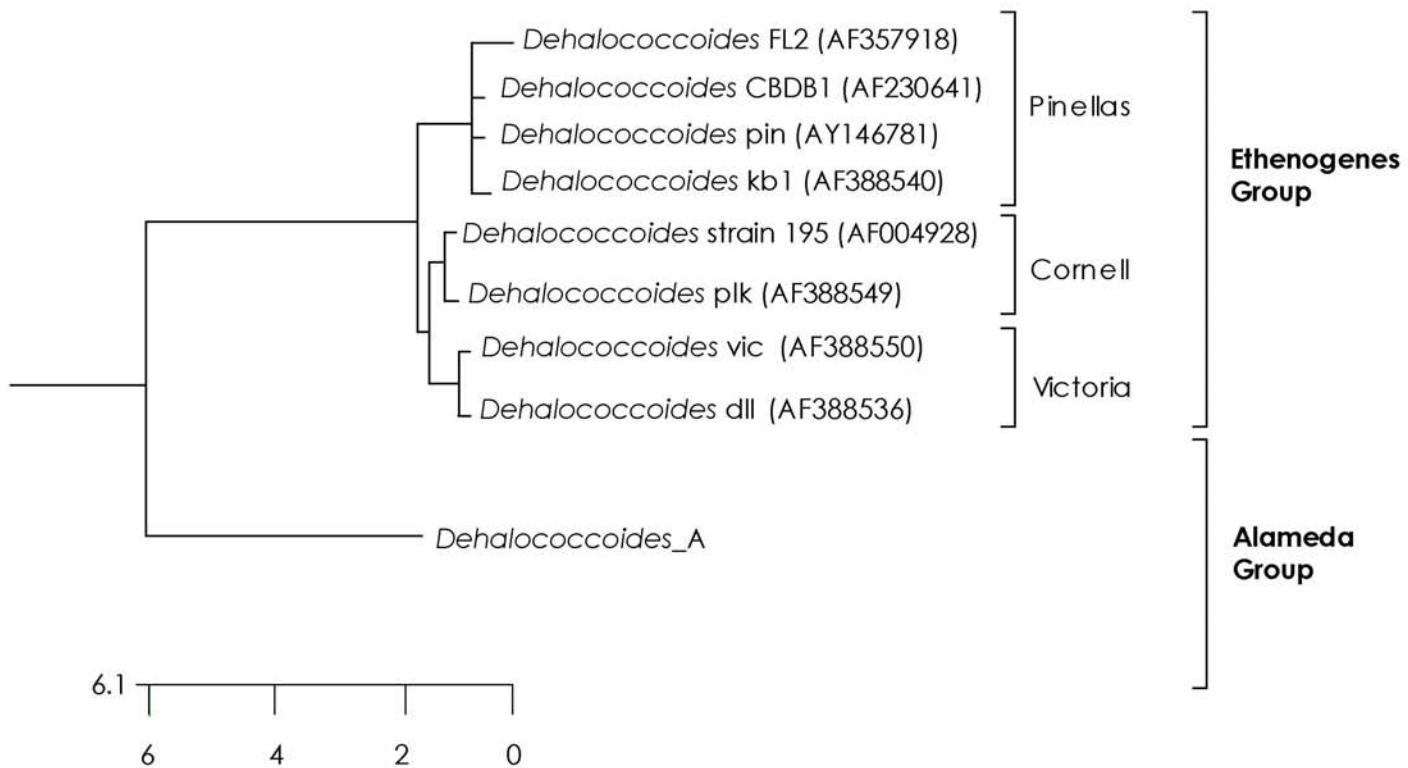 Dehalococcoides FL2 (AF357918)
Dehalococcoides CBDB1 (AF230641)
Dehalococcoides pin (AY146781)
Dehalococcoides kb1 (AF388540)
Pinellas
Dehalococcoides strain 195 (AF004928)
Dehalococcoides plk (AF388549)
Cornell
Dehalococcoides vic (AF388550)
Dehalococcoides dll (AF388536)
Victoria
Ethenogenes
Group
Dehalococcoides_A
Alameda
Group
6.1
6 4 2 0